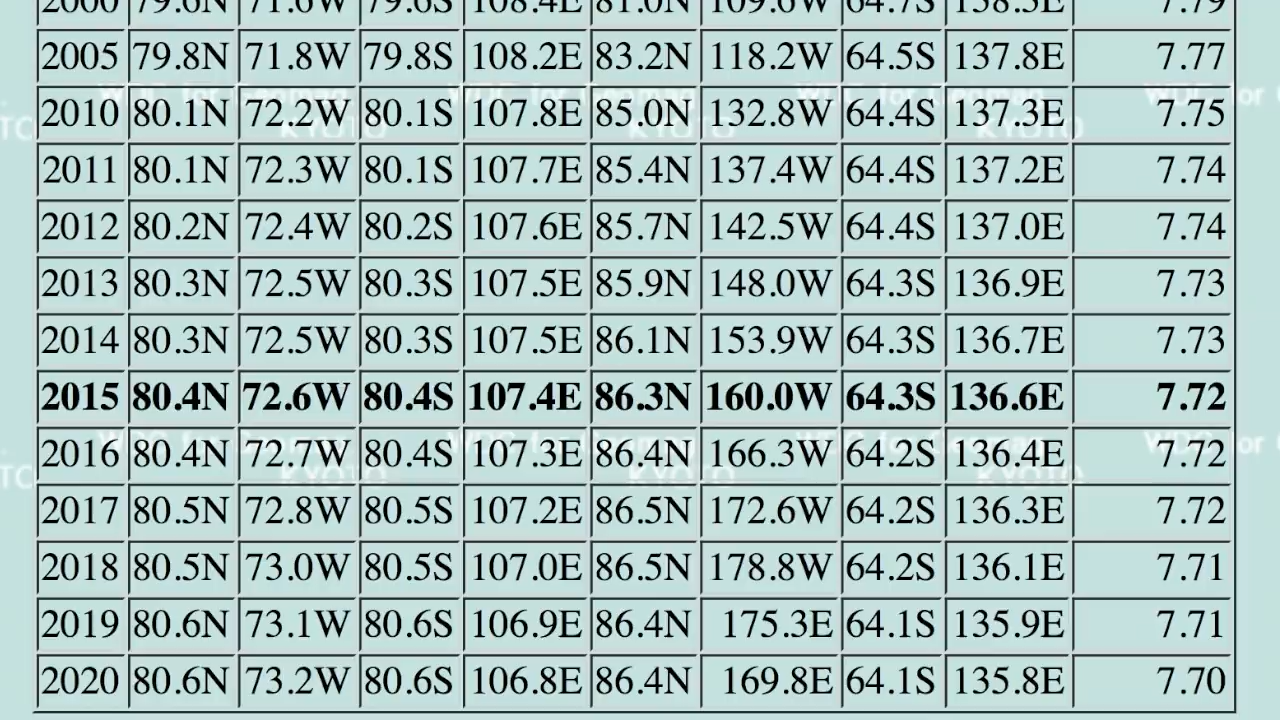 2000 79.6N 71.6W 79.6S 108.4E 81.0N 109.6W 64.7S 138.3E 7.79
2005 79.8N 71.8W 79.8S 108.2E 83.2N 118.2W 64.5S 137.8E 7.77
2010 80.1N 72.2W 80.1S 107.8E 85.0N 132.8W 64.4S 137.3E 7.75
2011 80.1N 72.3W 80.1S 107.7E 85.4N 137.4W 64.4S 137.2E 7.74
2012 80.2N 72.4W 80.2S 107.6E 85.7N 142.5W 64.4S 137.0E 7.74
2013 80.3N 72.5W 80.3S 107.5E 85.9N 148.0W 64.3S 136.9E 7.73
2014 80.3N 72.5W 80.3S 107.5E 86.1N 153.9W 64.3S 136.7E 7.73
2015 80.4N 72.6W 80.4S 107.4E 86.3N 160.0W 64.3S 136.6E 7.72
2016 80.4N 72.7W 80.4S 107.3E 86.4N 166.3W 64.2S 136.4E 7.72
2017 80.5N 72.8W 80.5S 107.2E 86.5N 172.6W 64.2S 136.3E 7.72
2018 80.5N 73.0W 80.5S 107.0E 86.5N 178.8W 64.2S 136.1E 7.71
2019 80.6N 73.1W 80.6S 106.9E 86.4N 175.3E 64.1S 135.9E 7.71
2020 80.6N 73.2W 80.6S 106.8E 86.4N 169.8E 64.1S 135.8E 7.70